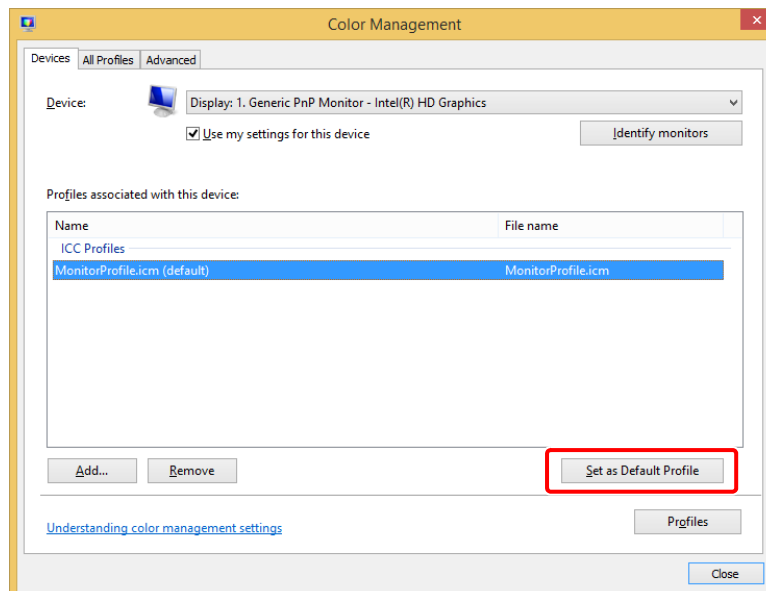 Color Management
Devices All Profiles Advanced
Device: Display: 1. Generic PnP Monitor - Intel(R) HD Graphics
Use my settings for this device Identify monitors
Profiles associated with this device:
Name File name
ICC Profiles
MonitorProfile.icm (default) MonitorProfile.icm
Add... Remove Set as Default Profile
Understanding color management settings Profiles
Close